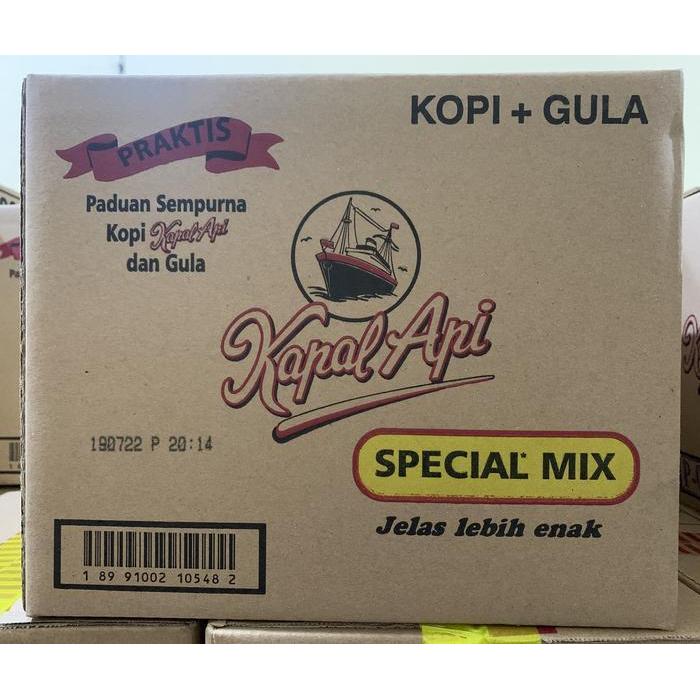 KOPI + GULA
PRAKTIS
Paduan Sempurna
Kopi Kapal Api
dan Gula
Kapal Api
190722 P 20:14
SPECIAL* MIX
Jelas lebih enak
1 89 91002 10548 2